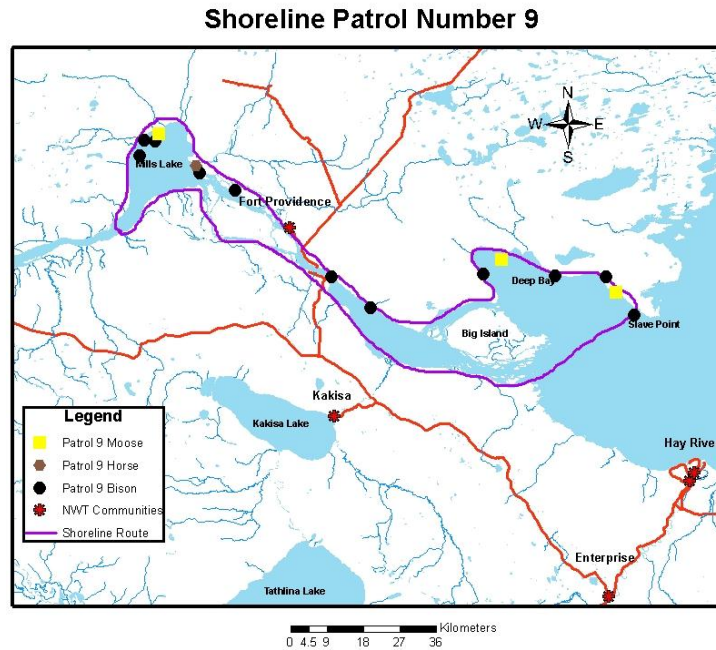 Shoreline Patrol Number 9
N
W E
S
Mills Lake
Fort Providence
Deep Bay
Slave Point
Big Island
Kakisa
Kakisa Lake
Hay River
Enterprise
Tathlina Lake
Legend
Patrol 9 Moose
Patrol 9 Horse
Patrol 9 Bison
NWT Communities
Shoreline Route
Kilometers
0 4.5 9 18 27 36